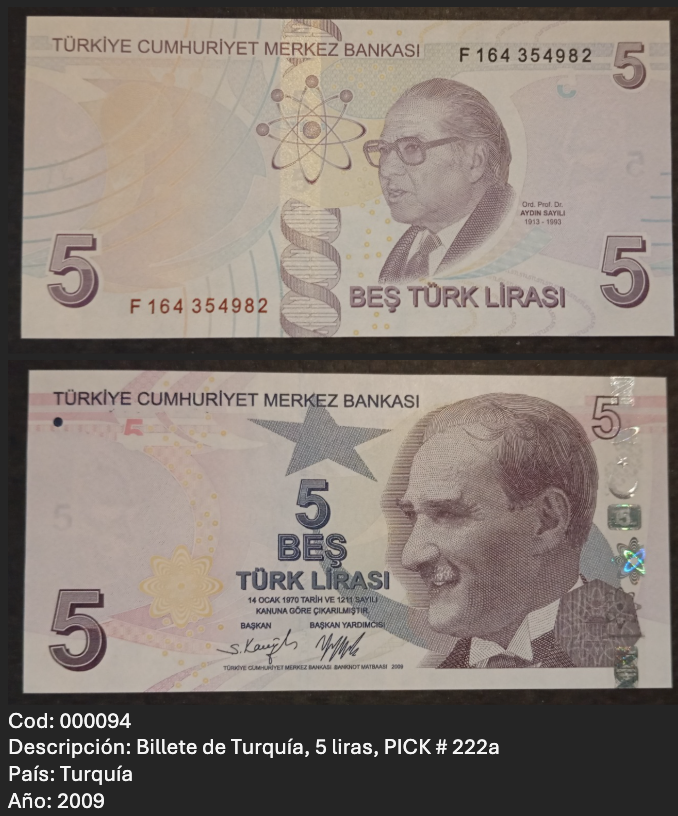 TÜRKİYE CUMHURİYET MERKEZ BANKASI
F 164 354982
5
Ord. Prof. Dr.
AYDIN SAYILI
1913 - 1993
5
5
F 164 354982
BEŞ TÜRK LİRASI
TÜRKİYE CUMHURİYET MERKEZ BANKASI
5
5
BEŞ
TÜRK LİRASI
14 OCAK 1970 TARİH VE 1211 SAYILI
KANUNA GÖRE ÇIKARILMIŞTIR.
BAŞKAN BAŞKAN YARDIMCISI
5
TÜRKİYE CUMHURİYET MERKEZ BANKASI BANKNOT MATBAASI 2009
Cod: 000094
Descripción: Billete de Turquía, 5 liras, PICK # 222a
País: Turquía
Año: 2009